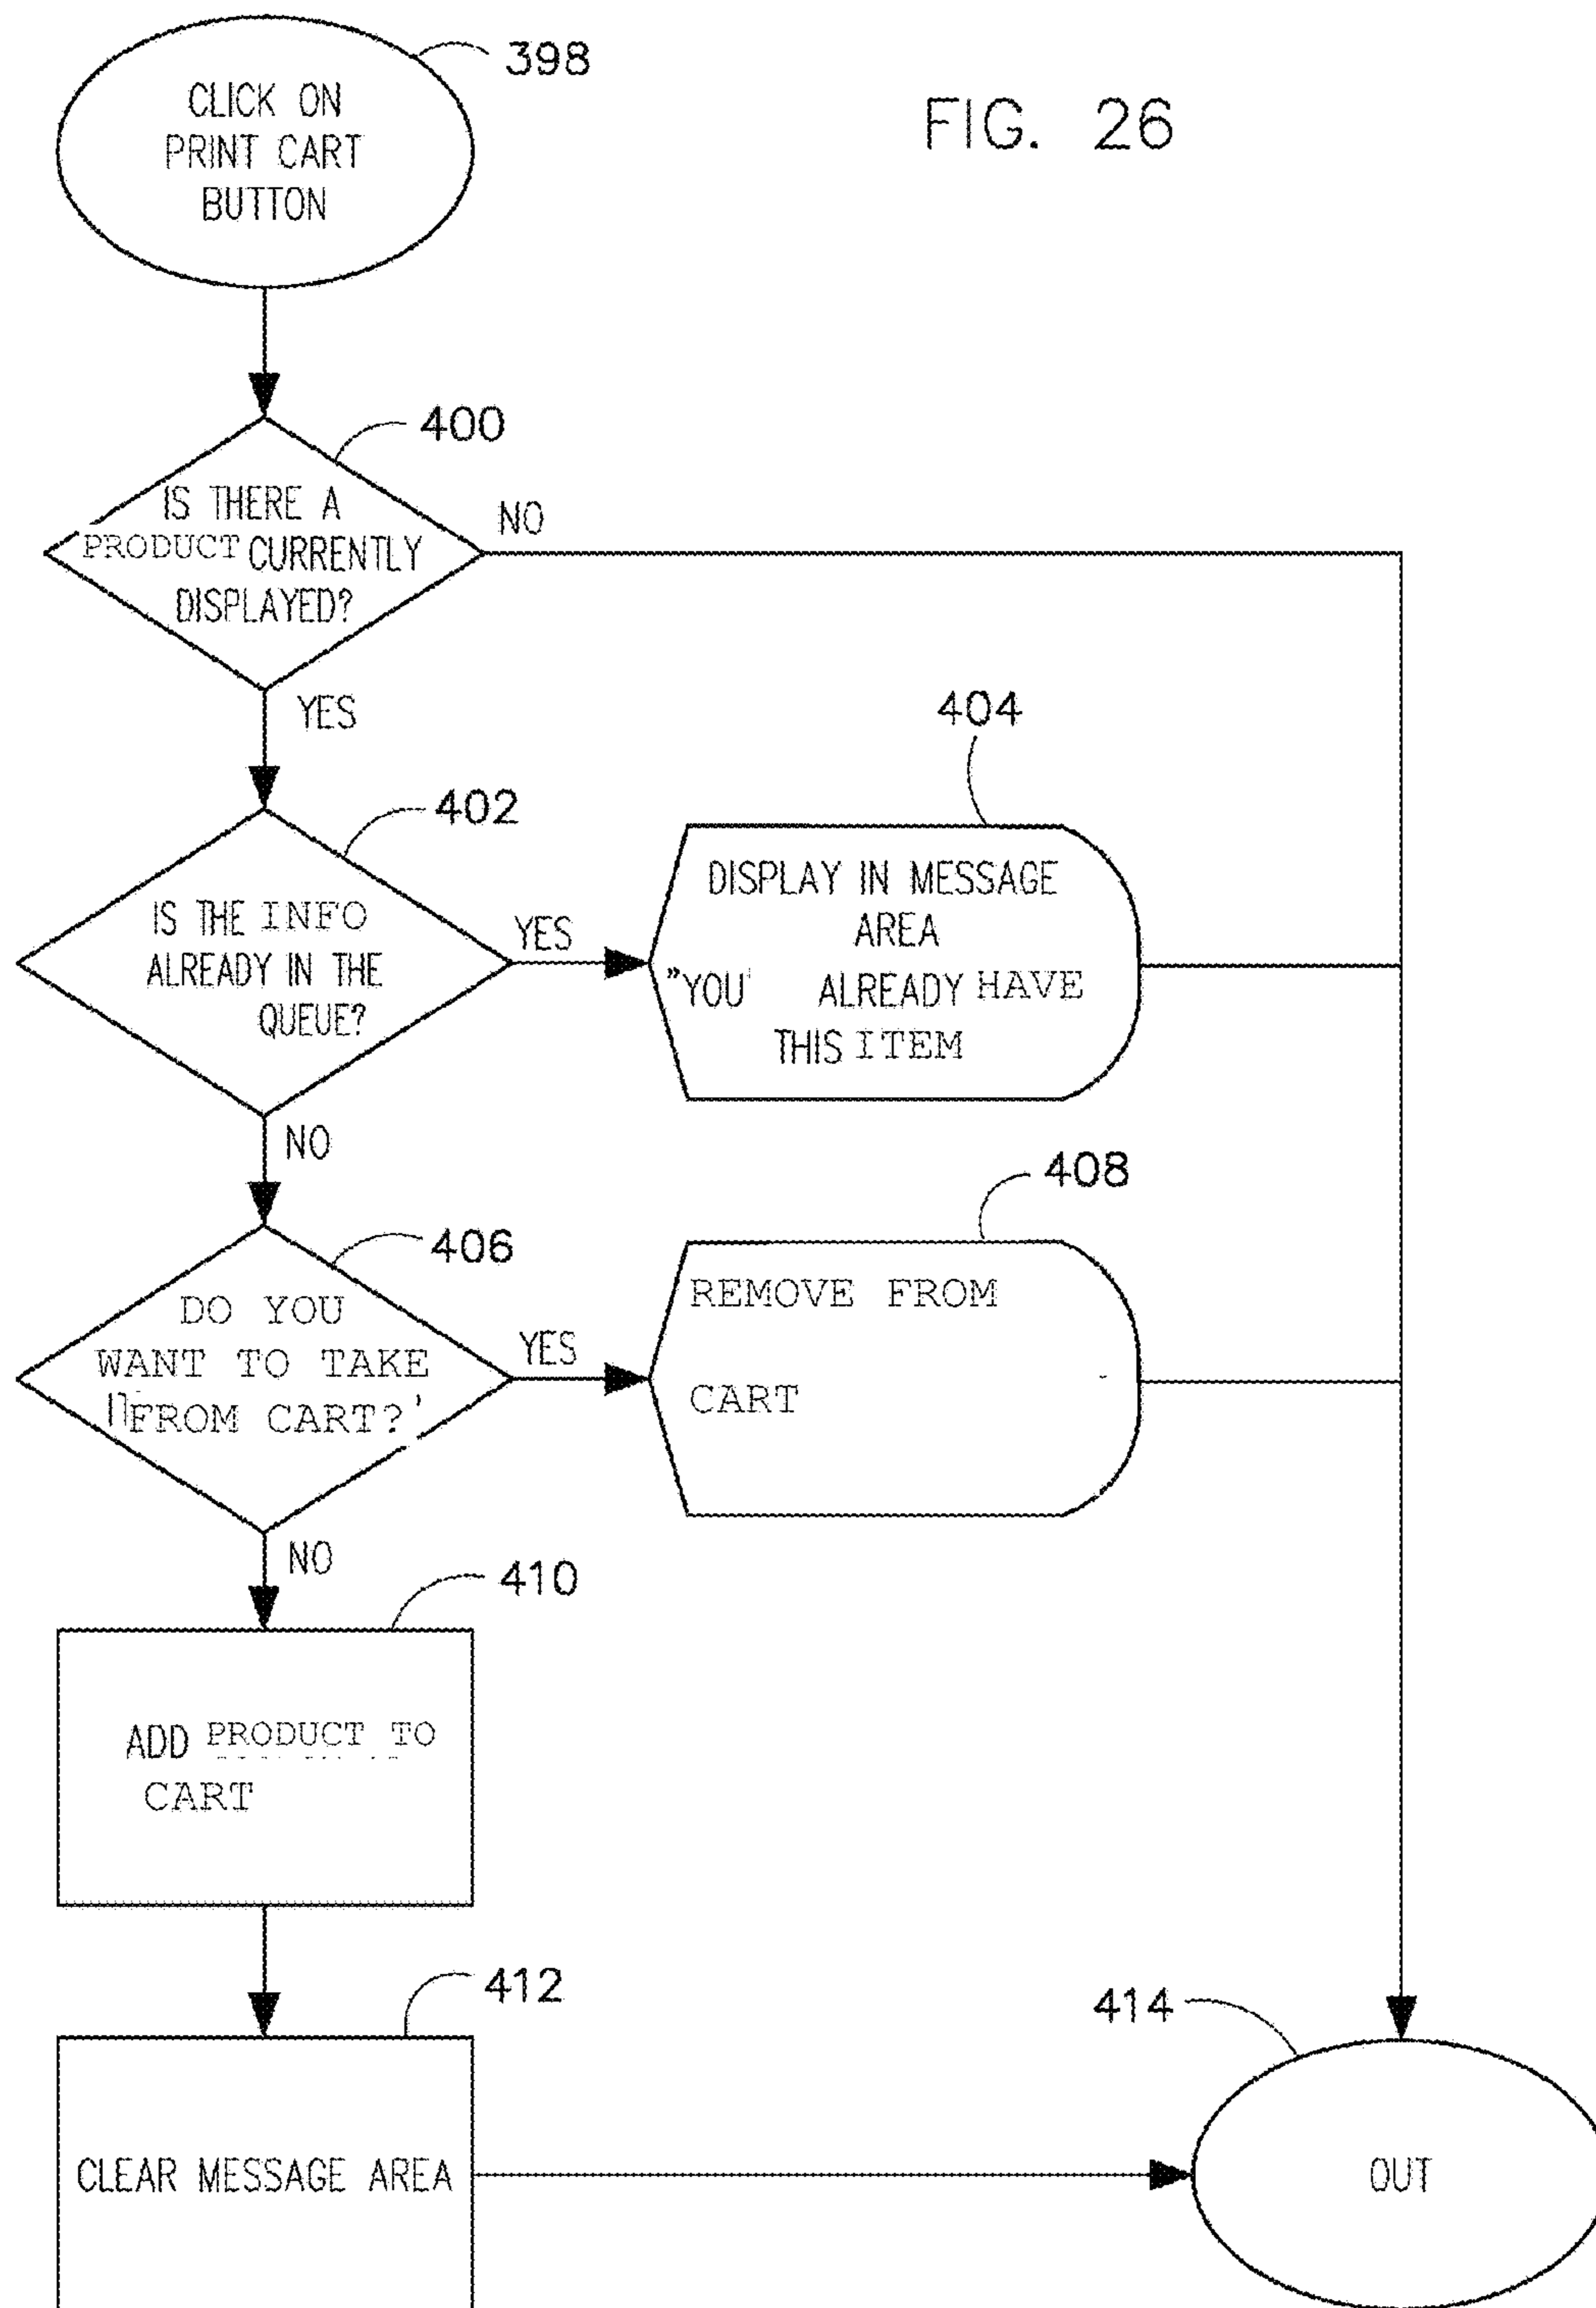 398
CLICK ON
PRINT CART
BUTTON
FIG. 26
400
IS THERE A
PRODUCT CURRENTLY
DISPLAYED?
NO
YES
404
402
IS THE INFO
ALREADY IN THE
QUEUE?
YES
DISPLAY IN MESSAGE
AREA
"YOU' ALREADY HAVE
THIS ITEM
NO
408
406
DO YOU
WANT TO TAKE
FROM CART?'
YES
REMOVE FROM
CART
NO
410
ADD PRODUCT TO
CART
412
414
CLEAR MESSAGE AREA
OUT